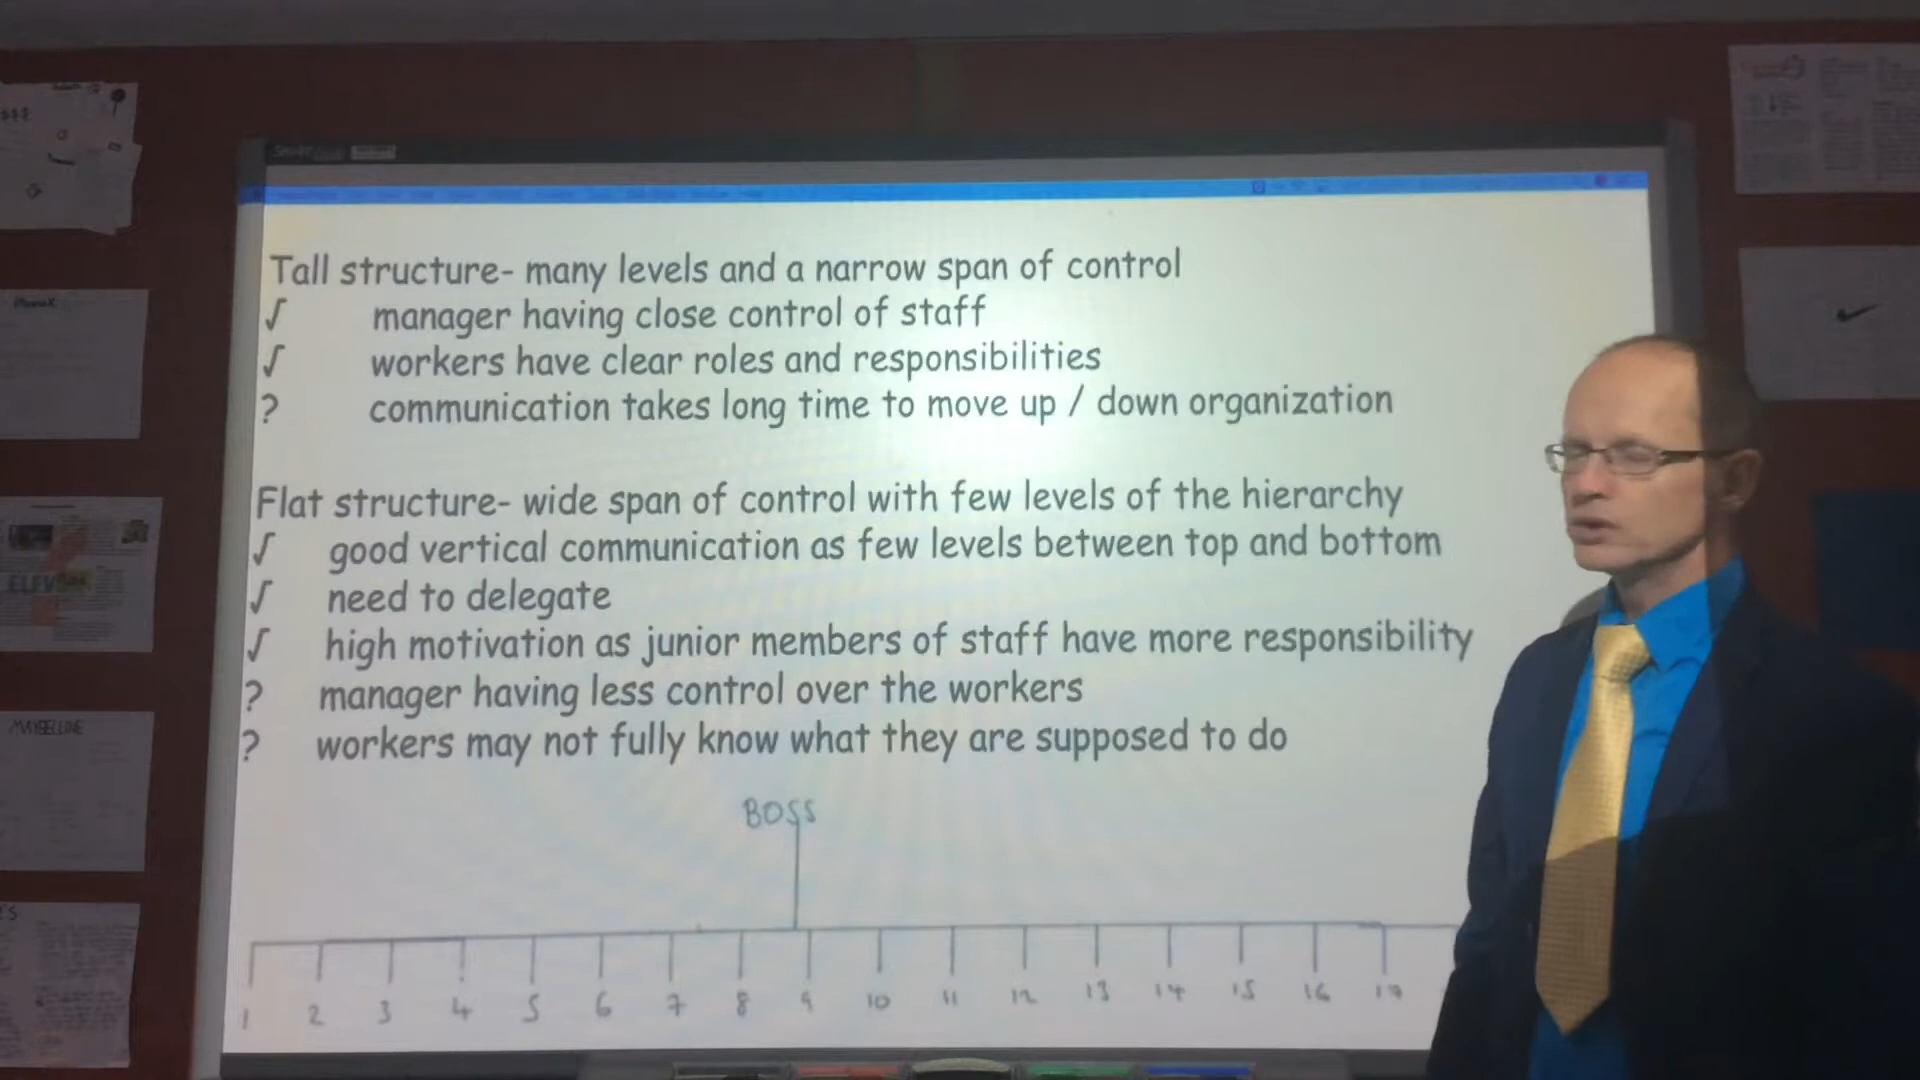 $$$
SMART
Tall structure- many levels and a narrow span of control
√ manager having close control of staff
√ workers have clear roles and responsibilities
? communication takes long time to move up / down organization
Flat structure- wide span of control with few levels of the hierarchy
√ good vertical communication as few levels between top and bottom
√ need to delegate
√ high motivation as junior members of staff have more responsibility
? manager having less control over the workers
? workers may not fully know what they are supposed to do
BOSS
1 2 3 4 5 6 7 8 9 10 11 12 13 14 15 16 17
MAYBELLINE